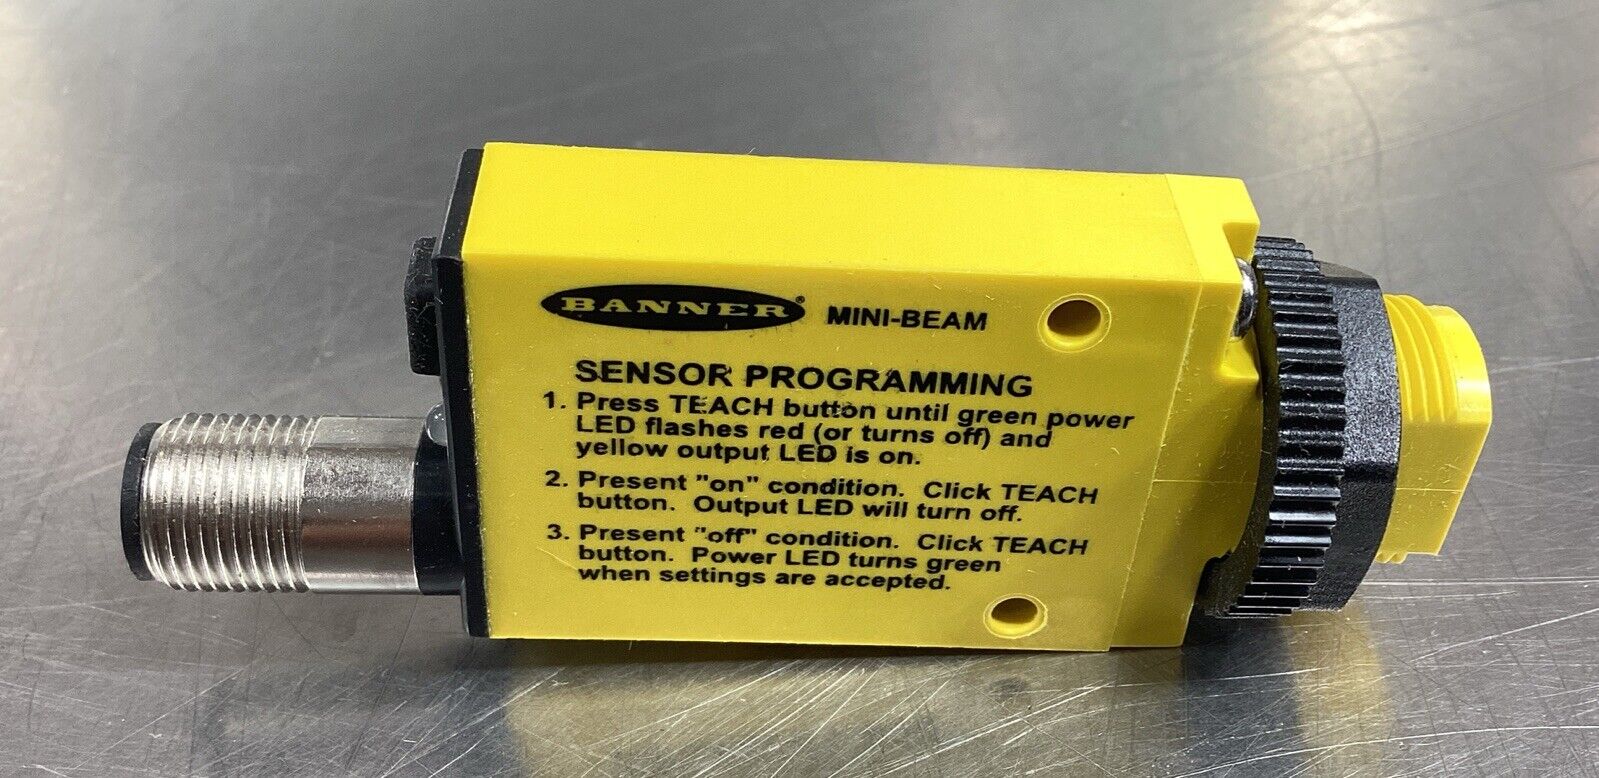 BANNER® MINI-BEAM
SENSOR PROGRAMMING
1. Press TEACH button until green power
LED flashes red (or turns off) and
yellow output LED is on.
2. Present "on" condition. Click TEACH
button. Output LED will turn off.
3. Present "off" condition. Click TEACH
button. Power LED turns green
when settings are accepted.